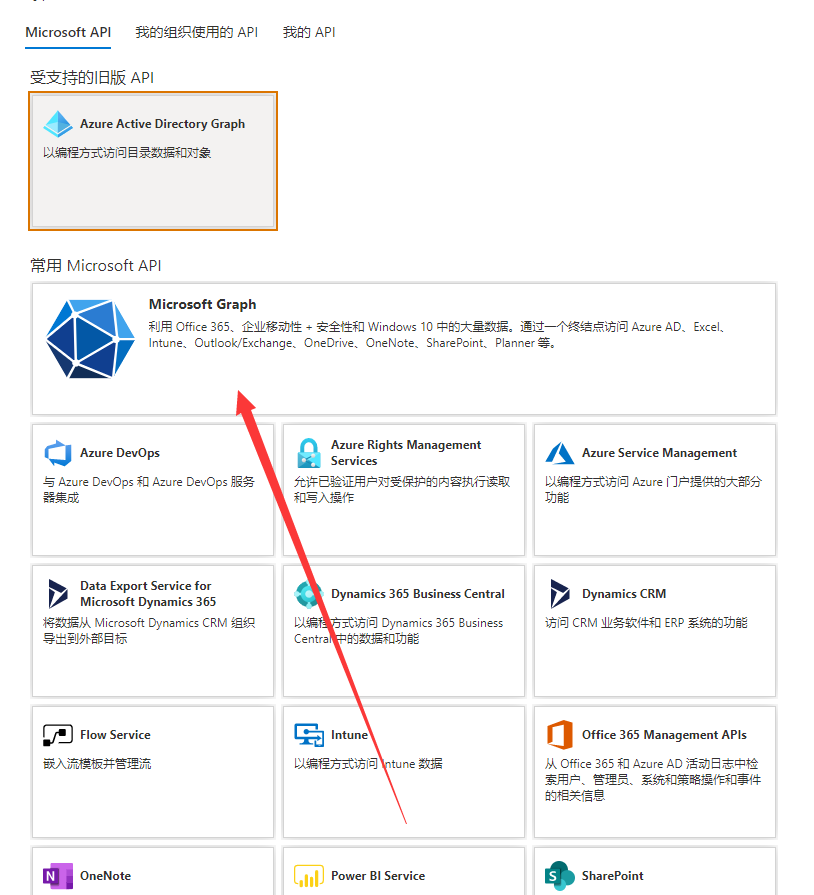 Microsoft API 我的组织使用的 API 我的 API
受支持的旧版 API
Azure Active Directory Graph
以编程方式访问目录数据和对象
常用 Microsoft API
Microsoft Graph
利用 Office 365、企业移动性 + 安全性和 Windows 10 中的大量数据。通过一个终结点访问 Azure AD、Excel、
Intune、Outlook/Exchange、OneDrive、OneNote、SharePoint、Planner 等。
Azure DevOps
与 Azure DevOps 和 Azure DevOps 服务
器集成
Azure Rights Management
Services
允许已验证用户对受保护的内容执行读取
和写入操作
Azure Service Management
以编程方式访问 Azure 门户提供的大部分
功能
Data Export Service for
Microsoft Dynamics 365
将数据从 Microsoft Dynamics CRM 组织
导出到外部目标
Dynamics 365 Business Central
以编程方式访问 Dynamics 365 Business
Central 中的数据和功能
Dynamics CRM
访问 CRM 业务软件和 ERP 系统的功能
Flow Service
嵌入流模板并管理流
Intune
以编程方式访问 Intune 数据
Office 365 Management APIs
从 Office 365 和 Azure AD 活动日志中检
索用户、管理员、系统和策略操作和事件
的相关信息
OneNote
Power BI Service
SharePoint